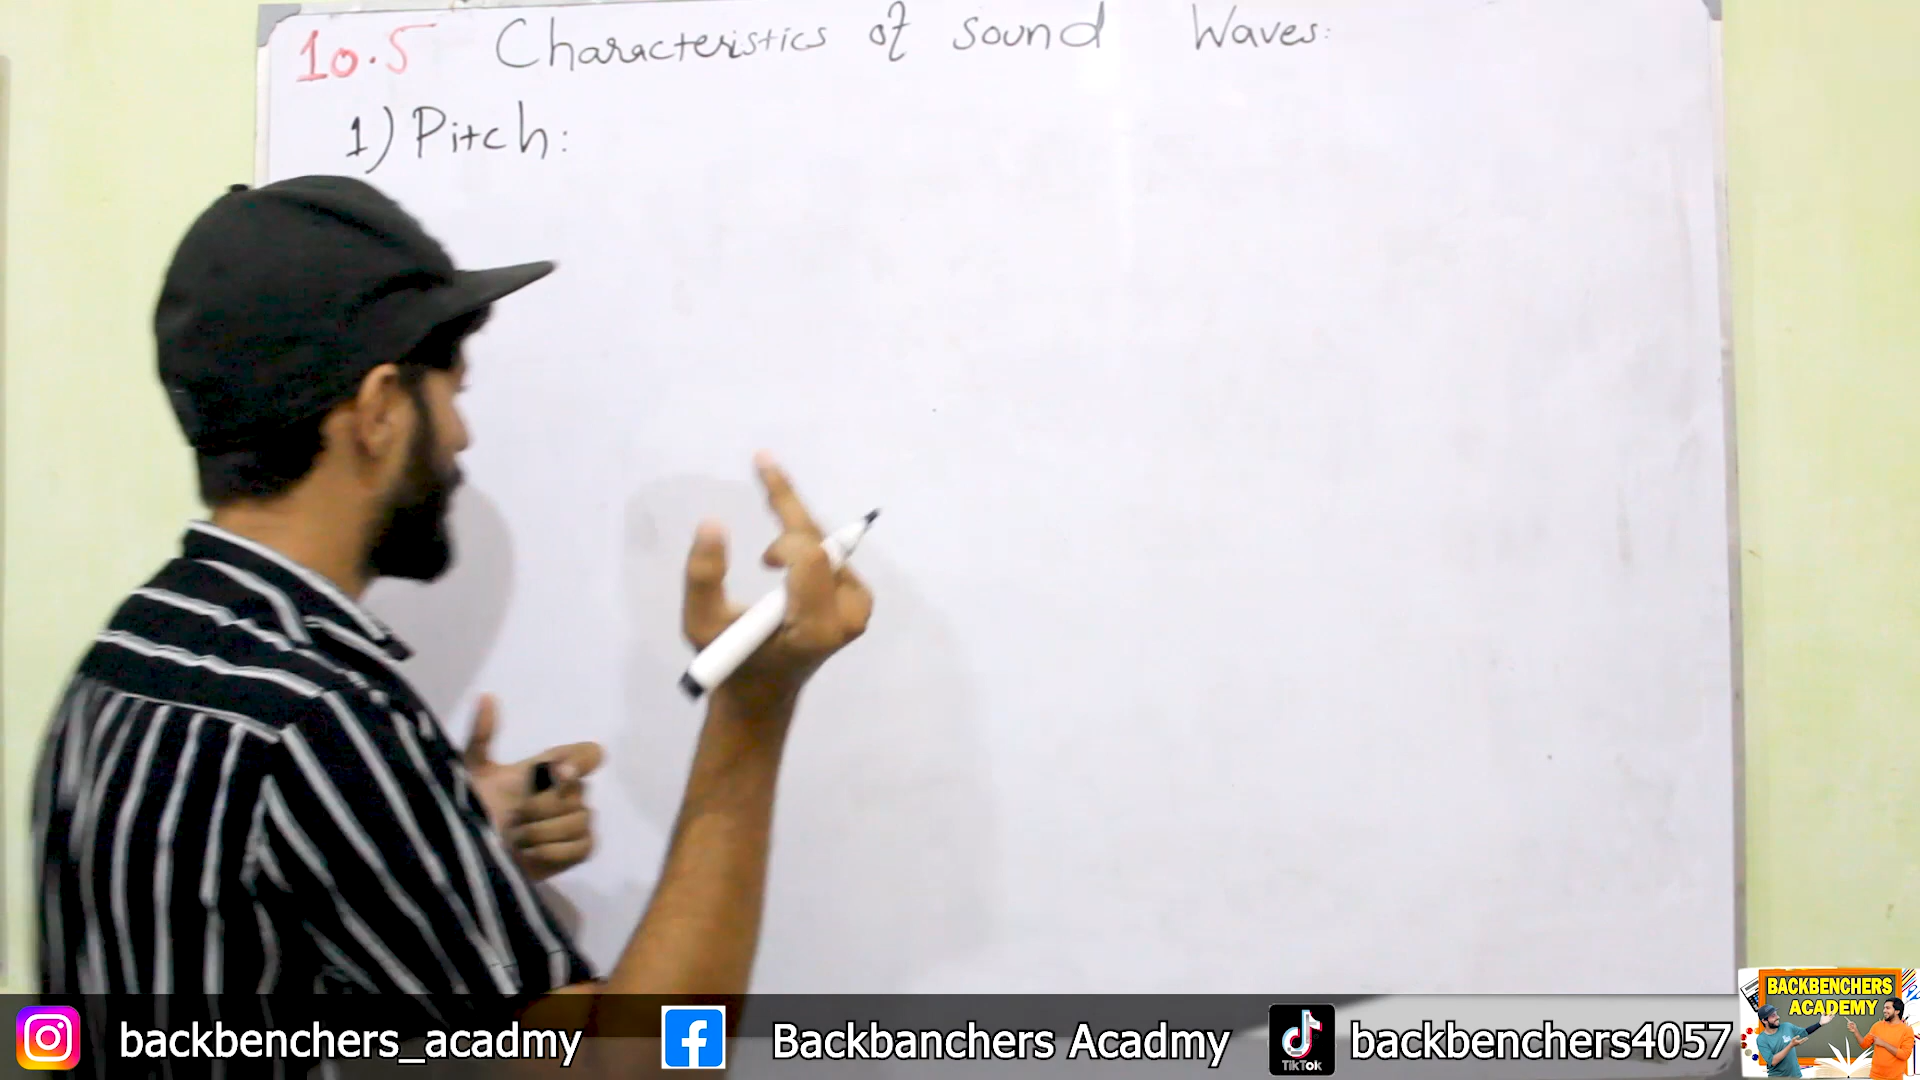 10.5 Characteristics of Sound Waves:
1) Pitch:
BACKBENCHERS
ACADEMY
backbenchers_acadmy
Backbanchers Acadmy
TikTok
backbenchers4057